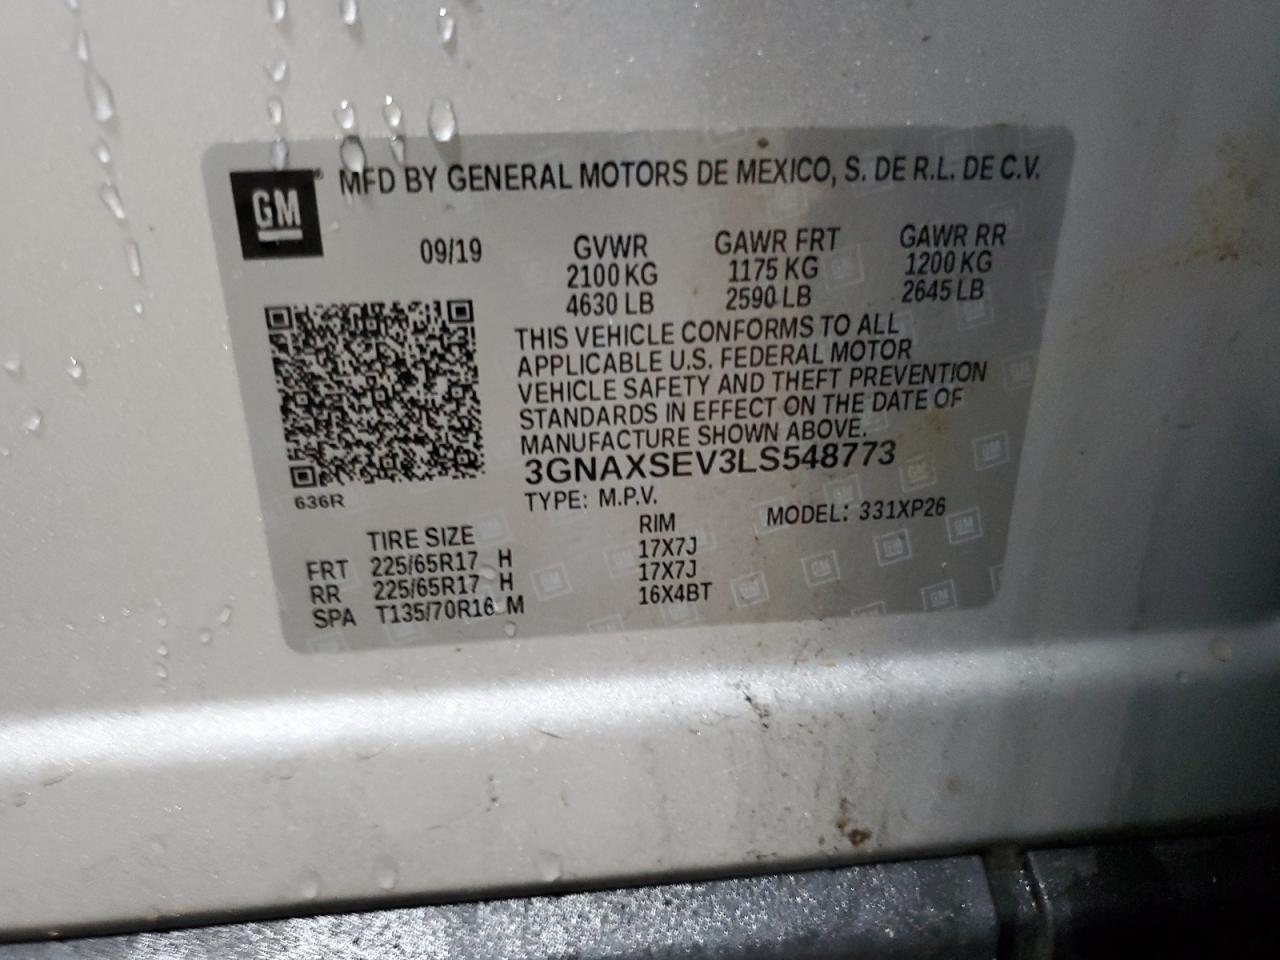 GM
MFD BY GENERAL MOTORS DE MEXICO, S. DE R.L. DE C.V.
09/19 GVWR GAWR FRT GAWR RR
2100 KG 1175 KG 1200 KG
4630 LB 2590 LB 2645 LB
THIS VEHICLE CONFORMS TO ALL
APPLICABLE U.S. FEDERAL MOTOR
VEHICLE SAFETY AND THEFT PREVENTION
STANDARDS IN EFFECT ON THE DATE OF
MANUFACTURE SHOWN ABOVE.
3GNAXSEV3LS548773
636R
TYPE: M.P.V. MODEL: 331XP26
TIRE SIZE RIM
FRT 225/65R17 H 17X7J
RR 225/65R17 H 17X7J
SPA T135/70R16 M 16X4BT